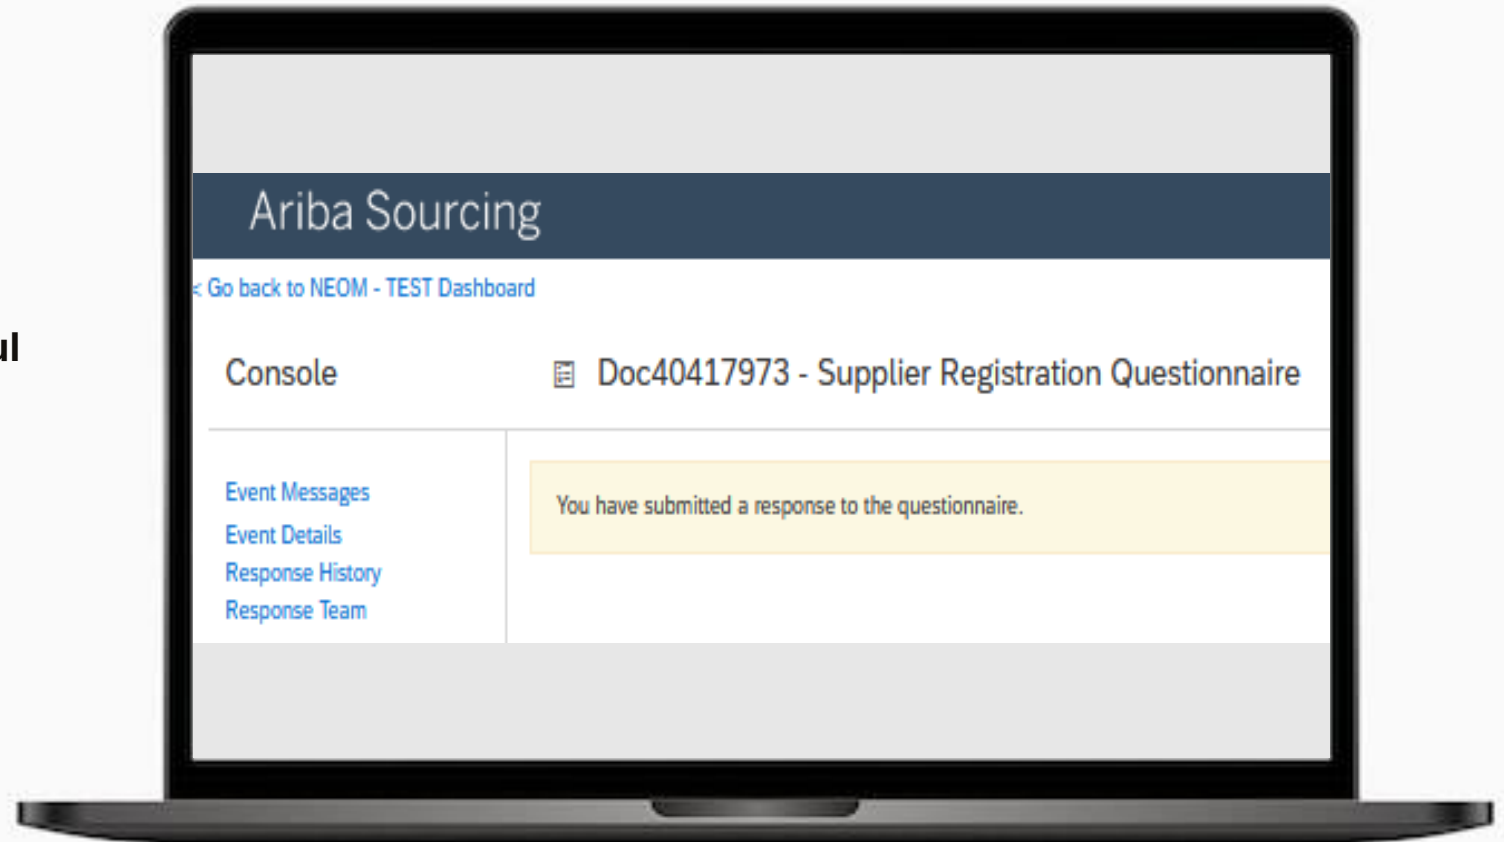 Ariba Sourcing
< Go back to NEOM - TEST Dashboard
ul
Console
Doc40417973 - Supplier Registration Questionnaire
Event Messages
You have submitted a response to the questionnaire.
Event Details
Response History
Response Team